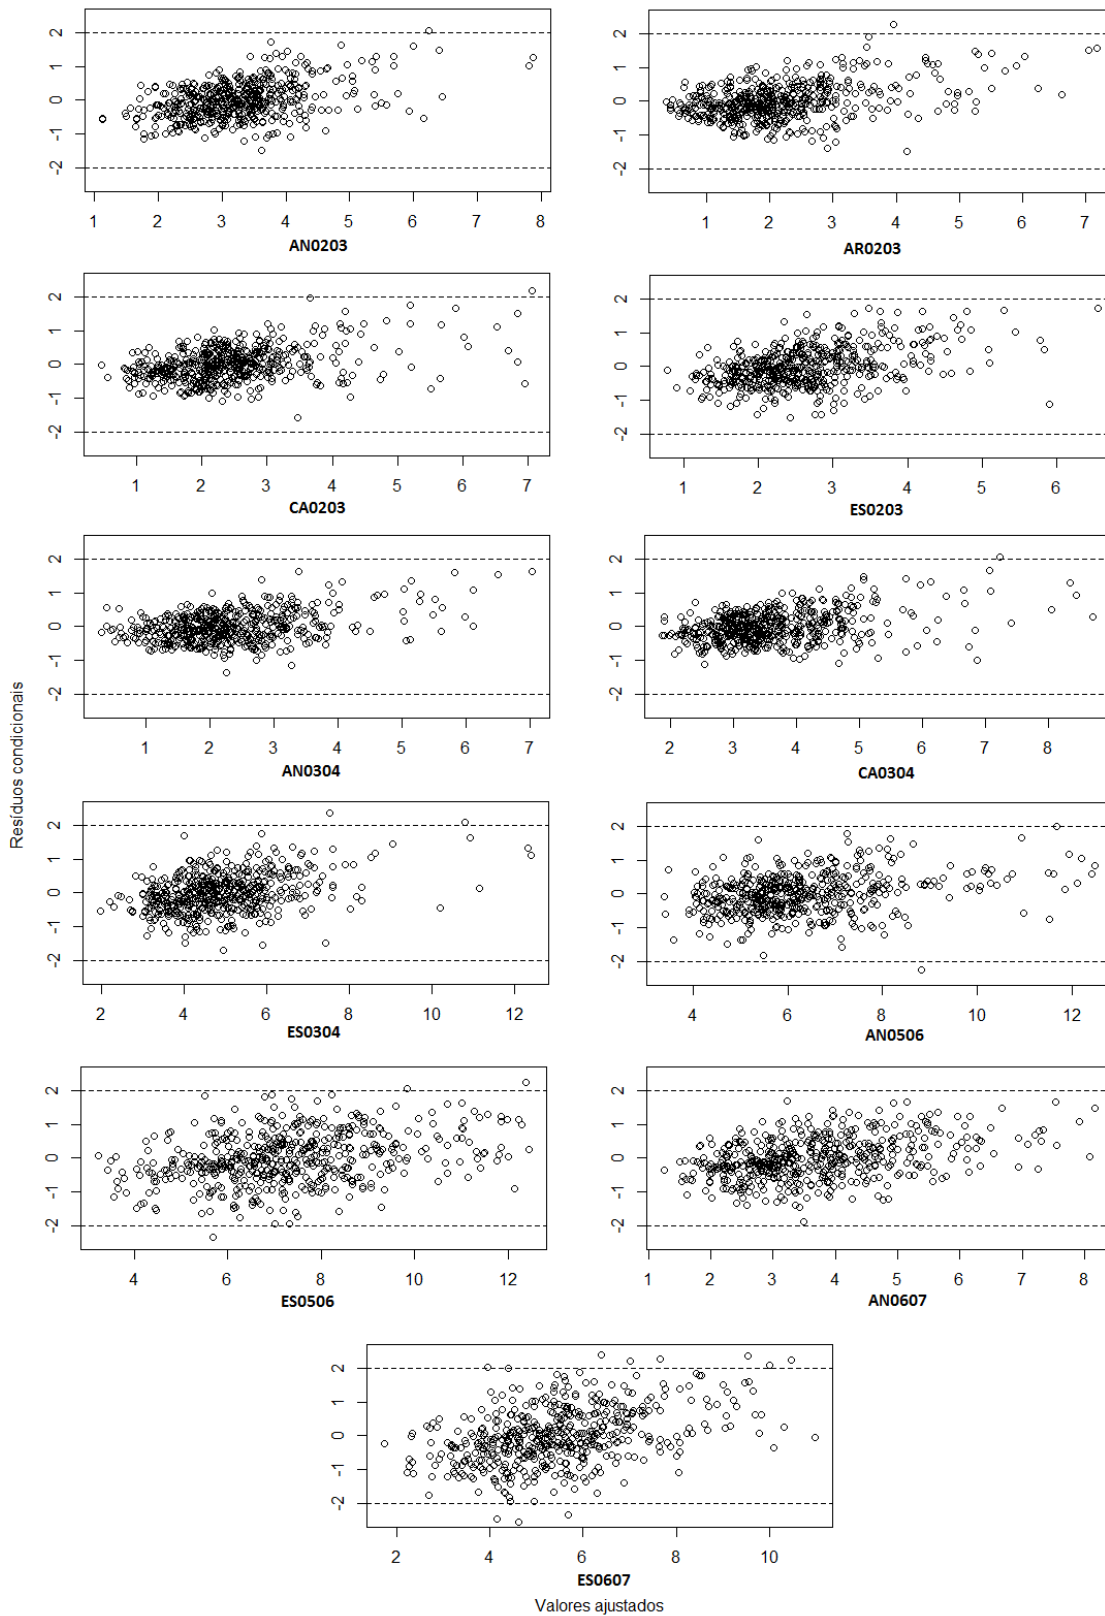 2
1
0
-1
-2
1 2 3 4 5 6 7 8
AN0203
2
1
0
-1
-2
1 2 3 4 5 6 7
AR0203
2
1
0
-1
-2
1 2 3 4 5 6 7
CA0203
2
1
0
-1
-2
1 2 3 4 5 6
ES0203
2
1
0
-1
-2
1 2 3 4 5 6 7
AN0304
2
1
0
-1
-2
2 3 4 5 6 7 8
CA0304
Resíduos condicionais
2
1
0
-1
-2
2 4 6 8 10 12
ES0304
2
1
0
-1
-2
4 6 8 10 12
AN0506
2
1
0
-1
-2
4 6 8 10 12
ES0506
2
1
0
-1
-2
1 2 3 4 5 6 7 8
AN0607
2
1
0
-1
-2
2 4 6 8 10
ES0607
Valores ajustados